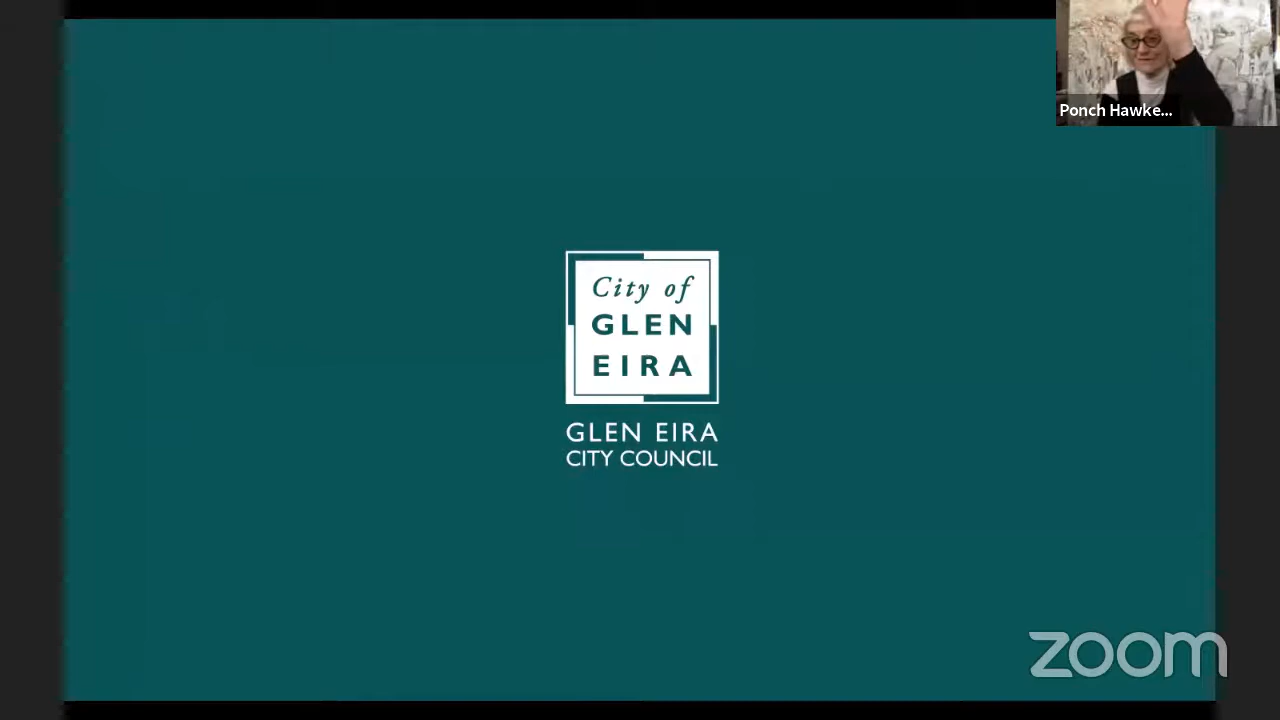 Ponch Hawke...
City of
GLEN
EIRA
GLEN EIRA
CITY COUNCIL
zoom